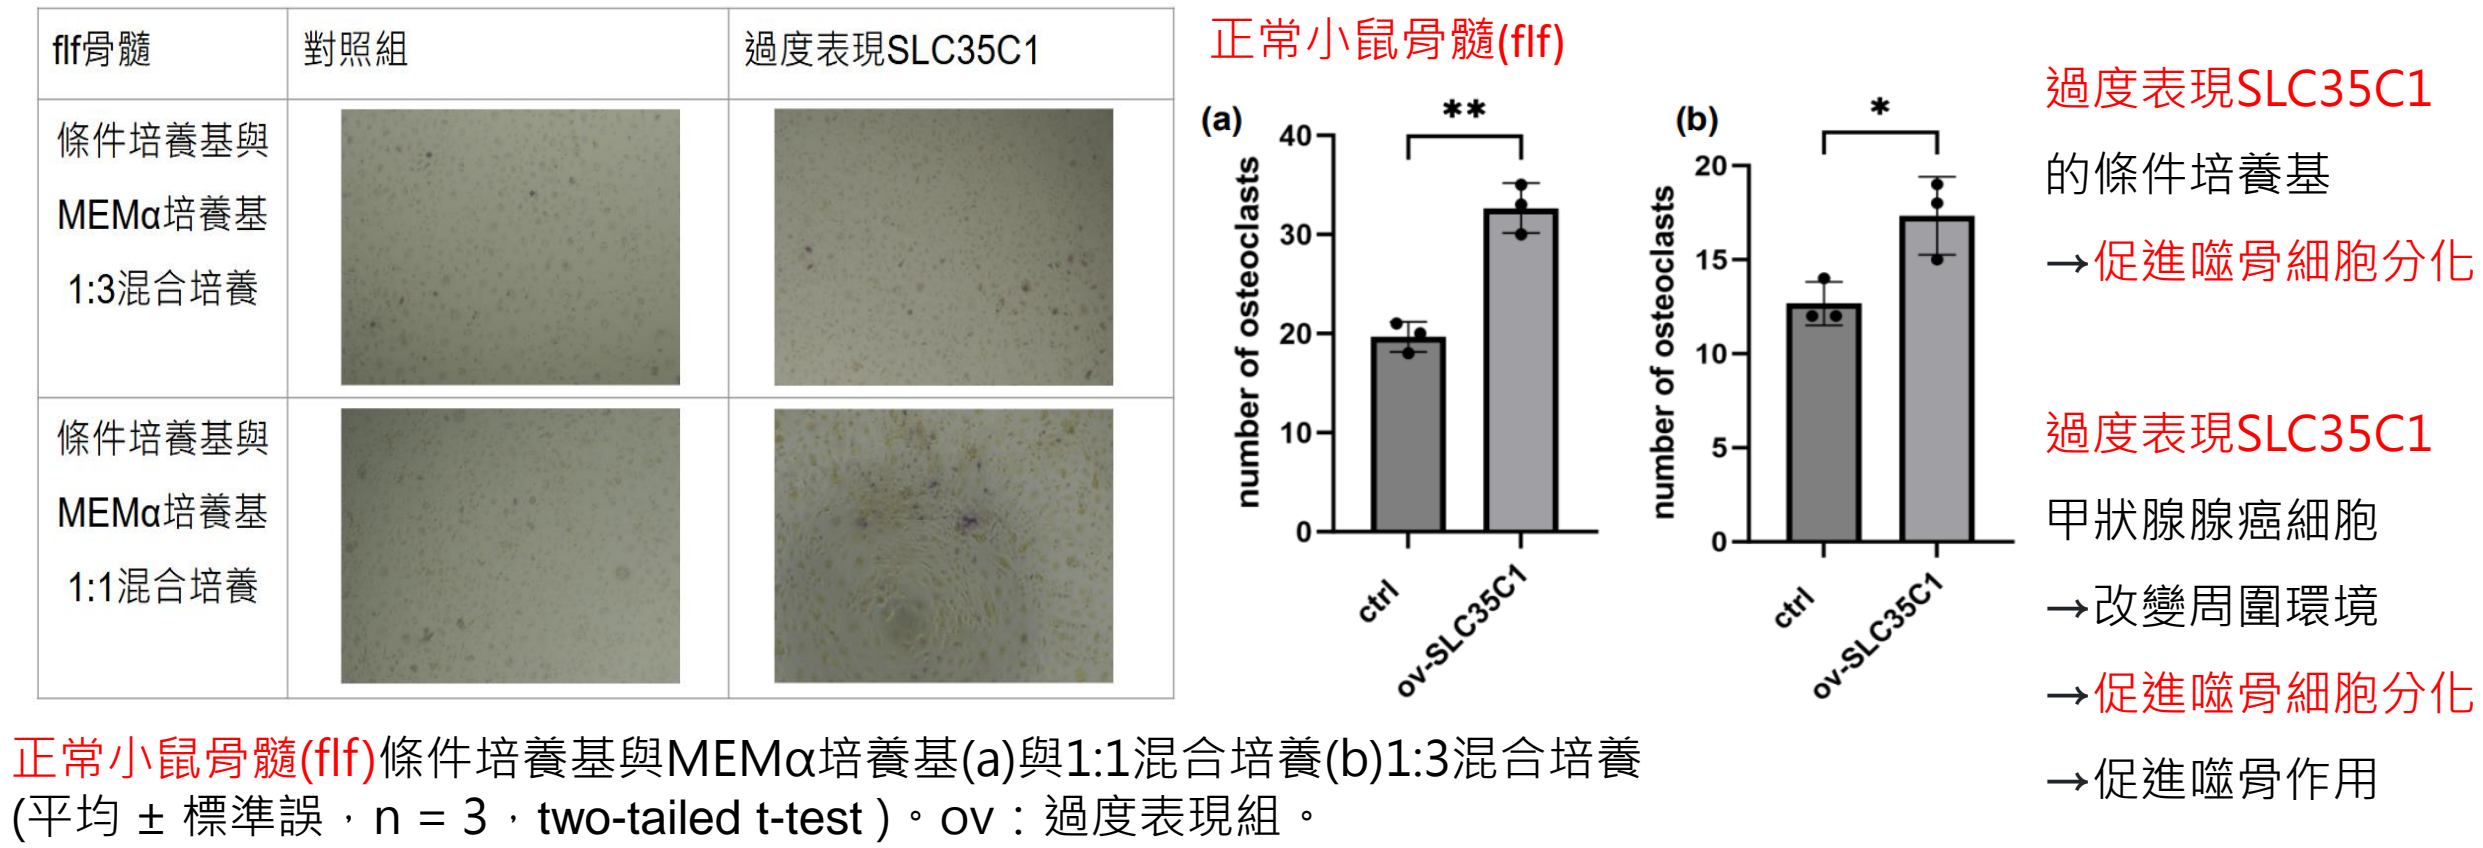 flf骨髓
對照組
過度表現SLC35C1
條件培養基與
MEMα培養基
1:3混合培養
條件培養基與
MEMα培養基
1:1混合培養
正常小鼠骨髓(flf)
(a)
**
40
30
20
10
0
number of osteoclasts
ctrl
ov-SLC35C1
(b)
*
20
15
10
5
0
number of osteoclasts
ctrl
ov-SLC35C1
過度表現SLC35C1
的條件培養基
→促進噬骨細胞分化
過度表現SLC35C1
甲狀腺腺癌細胞
→改變周圍環境
→促進噬骨細胞分化
→促進噬骨作用
正常小鼠骨髓(flf)條件培養基與MEMα培養基(a)與1:1混合培養(b)1:3混合培養
(平均 ± 標準誤，n = 3，two-tailed t-test )。ov：過度表現組。